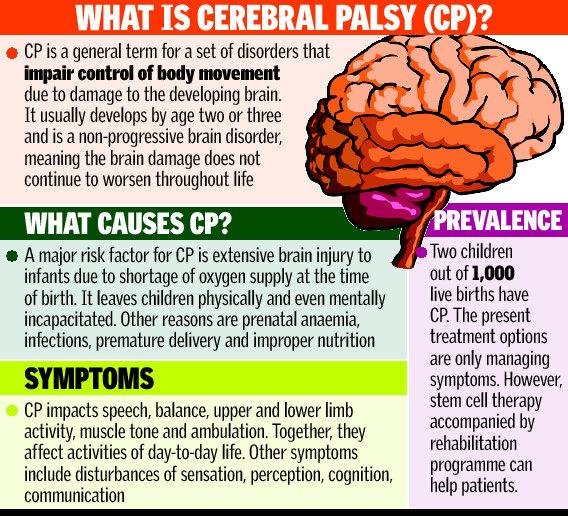 WHAT IS CEREBRAL PALSY (CP)?
CP is a general term for a set of disorders that
impair control of body movement
due to damage to the developing brain.
It usually develops by age two or three
and is a non-progressive brain disorder,
meaning the brain damage does not
continue to worsen throughout life
WHAT CAUSES CP?
A major risk factor for CP is extensive brain injury to
infants due to shortage of oxygen supply at the time
of birth. It leaves children physically and even mentally
incapacitated. Other reasons are prenatal anaemia,
infections, premature delivery and improper nutrition
SYMPTOMS
CP impacts speech, balance, upper and lower limb
activity, muscle tone and ambulation. Together, they
affect activities of day-to-day life. Other symptoms
include disturbances of sensation, perception, cognition,
communication
PREVALENCE
Two children
out of 1,000
live births have
CP. The present
treatment options
are only managing
symptoms. However,
stem cell therapy
accompanied by
rehabilitation
programme can
help patients.